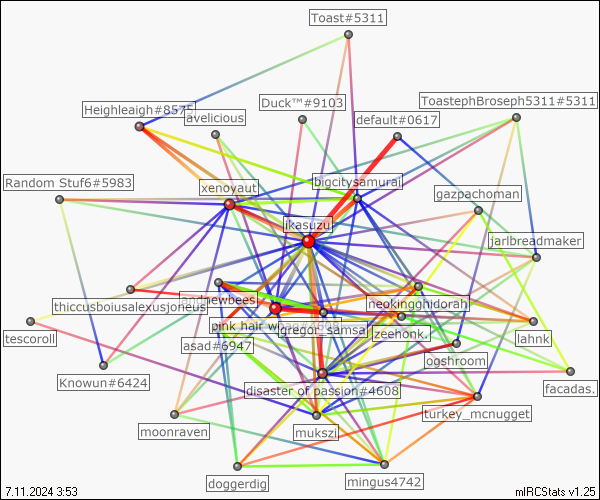 Toast#5311
Heighleaigh#8575
avelicious
Duck™#9103
default#0617
ToastephBroseph5311#5311
Random Stuf6#5983
xenoyaut
bigcitysamurai
gazpachoman
ikasuzu
jarlbreadmaker
thiccusboiusalexusjoneus
andrewbees
neokingghidorah
pink hair
gregor_samsa
zeehonk.
lahnk
tescoroll
asad#6947
ooshroom
Knowun#6424
disaster of passion#4608
facadas.
turkey_mcnugget
moonraven
mukszi
doggerdig
mingus4742
7.11.2024 3:53
mIRCStats v1.25